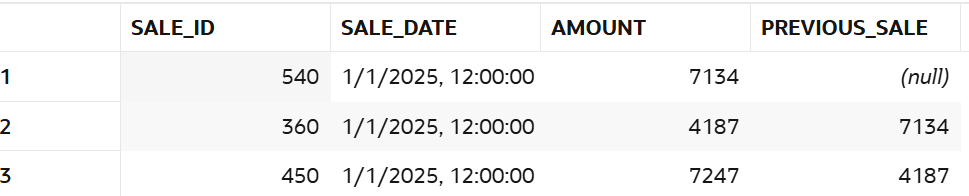 SALE_ID SALE_DATE AMOUNT PREVIOUS_SALE
1 540 1/1/2025, 12:00:00 7134 (null)
2 360 1/1/2025, 12:00:00 4187 7134
3 450 1/1/2025, 12:00:00 7247 4187